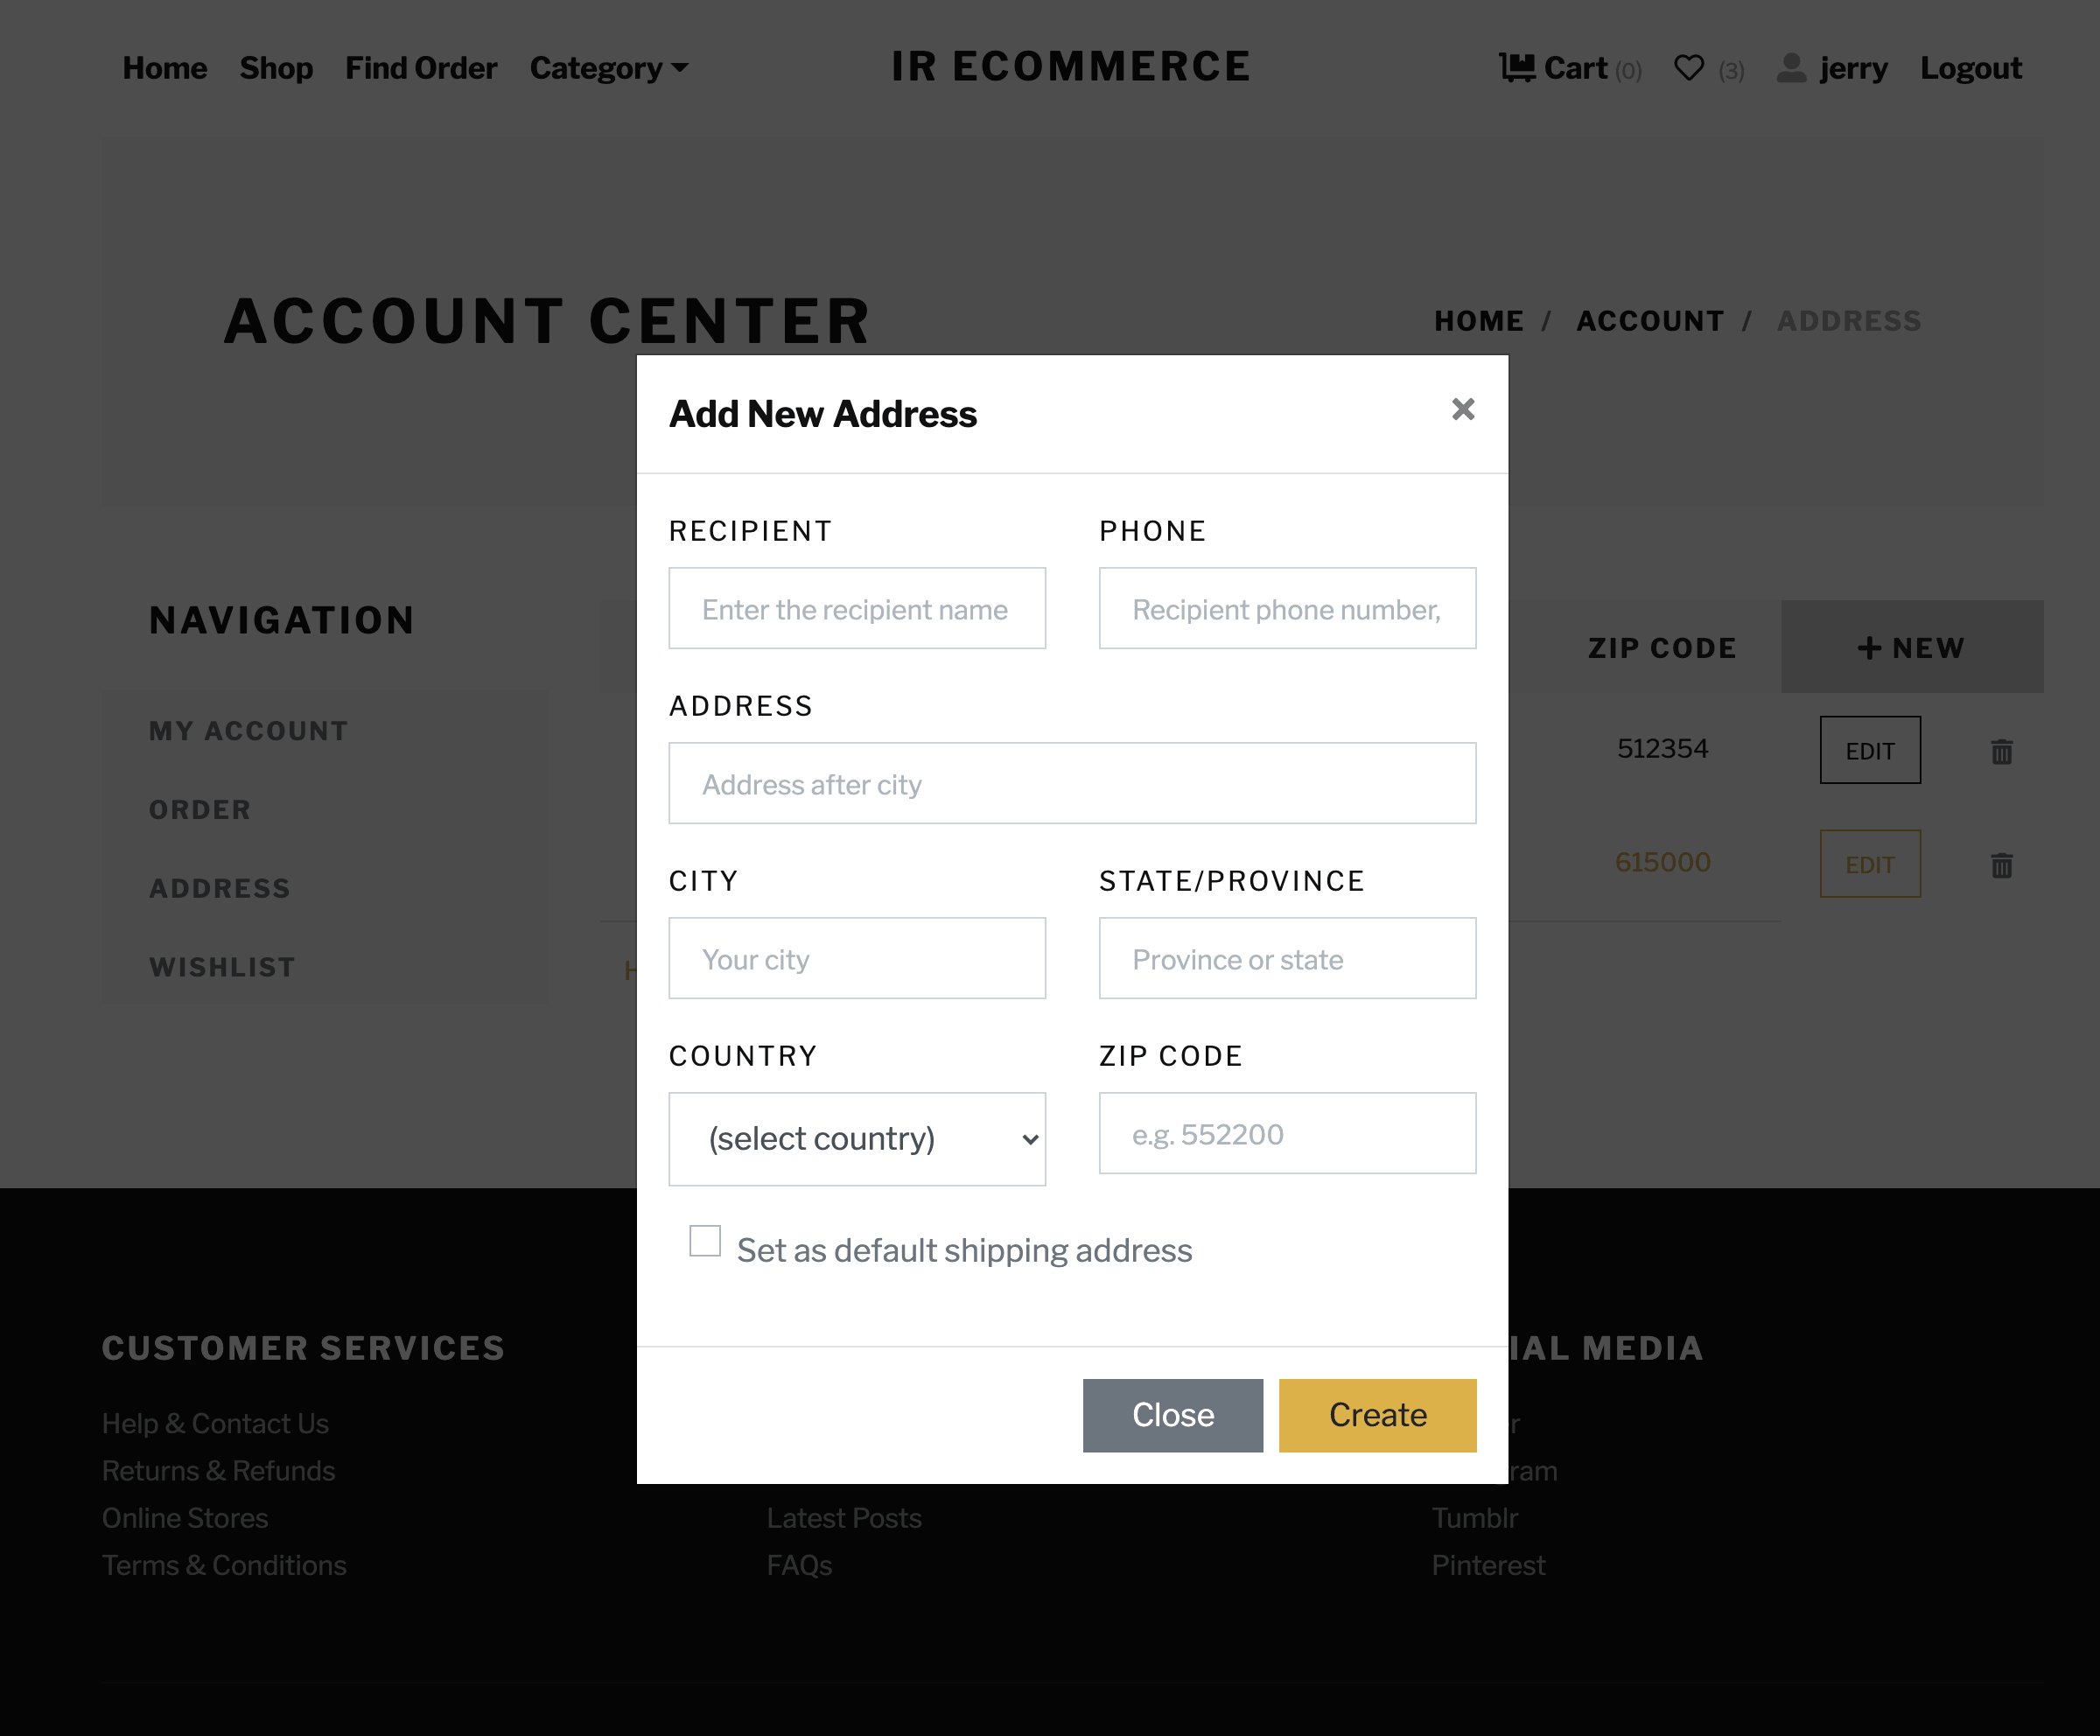 Home Shop Find Order Category IR ECOMMERCE Cart (0) (3) jerry Logout
ACCOUNT CENTER
HOME / ACCOUNT / ADDRESS
Add New Address
RECIPIENT PHONE
Enter the recipient name Recipient phone number,
ADDRESS
Address after city
CITY STATE/PROVINCE
Your city Province or state
COUNTRY ZIP CODE
(select country) e.g. 552200
Set as default shipping address
Close Create
NAVIGATION
MY ACCOUNT
ORDER
ADDRESS
WISHLIST
ZIP CODE + NEW
512354 EDIT
615000 EDIT
CUSTOMER SERVICES
Help & Contact Us
Returns & Refunds
Online Stores
Terms & Conditions
Latest Posts
FAQs
IAL MEDIA
r
ram
Tumblr
Pinterest